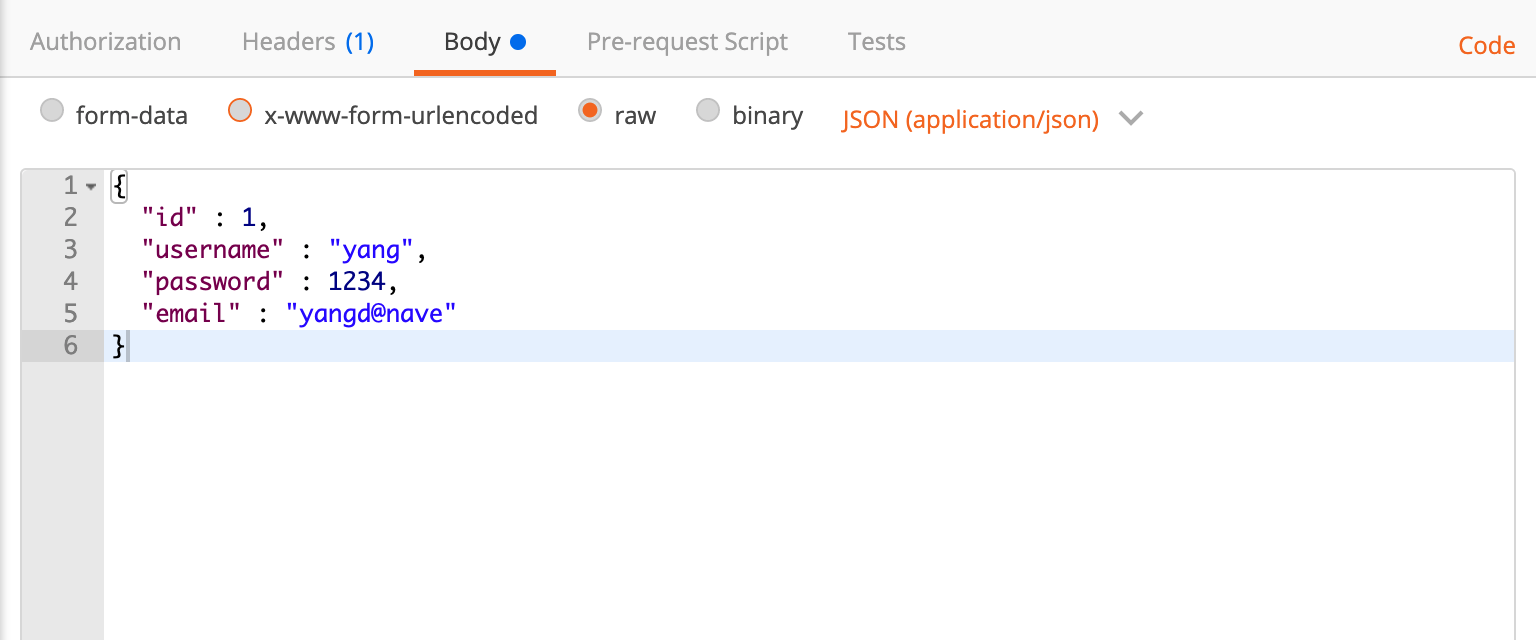 Authorization Headers (1) Body Pre-request Script Tests Code
form-data x-www-form-urlencoded raw binary JSON (application/json)
1 {
2 "id" : 1,
3 "username" : "yang",
4 "password" : 1234,
5 "email" : "yangd@nave"
6 }